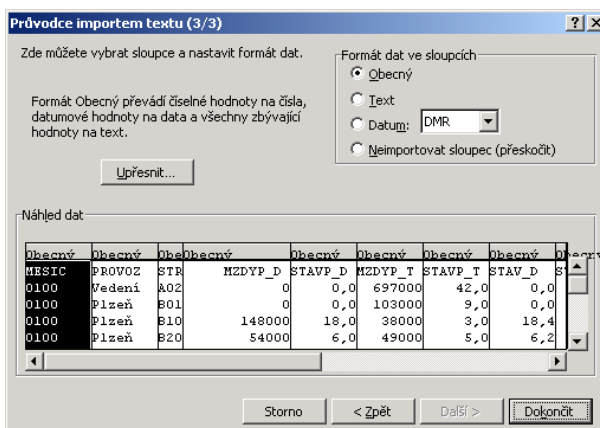 Průvodce importem textu (3/3)
Zde můžete vybrat sloupce a nastavit formát dat.
Formát Obecný převádí číselné hodnoty na čísla,
datumové hodnoty na data a všechny zbývající
hodnoty na text.
Upřesnit...
Formát dat ve sloupcích
Obecný
Text
Datum: DMR
Neimportovat sloupec (přeskočit)
Náhled dat
Obecný Obecný Obe Obecný Obecný Obecný Obecný Obecný Obecný
MESIC PROVOZ STR MZDYP_D STAVP_D MZDYP_T STAVP_T STAV_D S
0100 Vedení A02 0 0,0 697000 42,0 0,0
0100 Plzeň B01 0 0,0 103000 9,0 0,0
0100 Plzeň B10 148000 18,0 38000 3,0 18,4
0100 Plzeň B20 54000 6,0 49000 5,0 6,2
Storno < Zpět Další > Dokončit